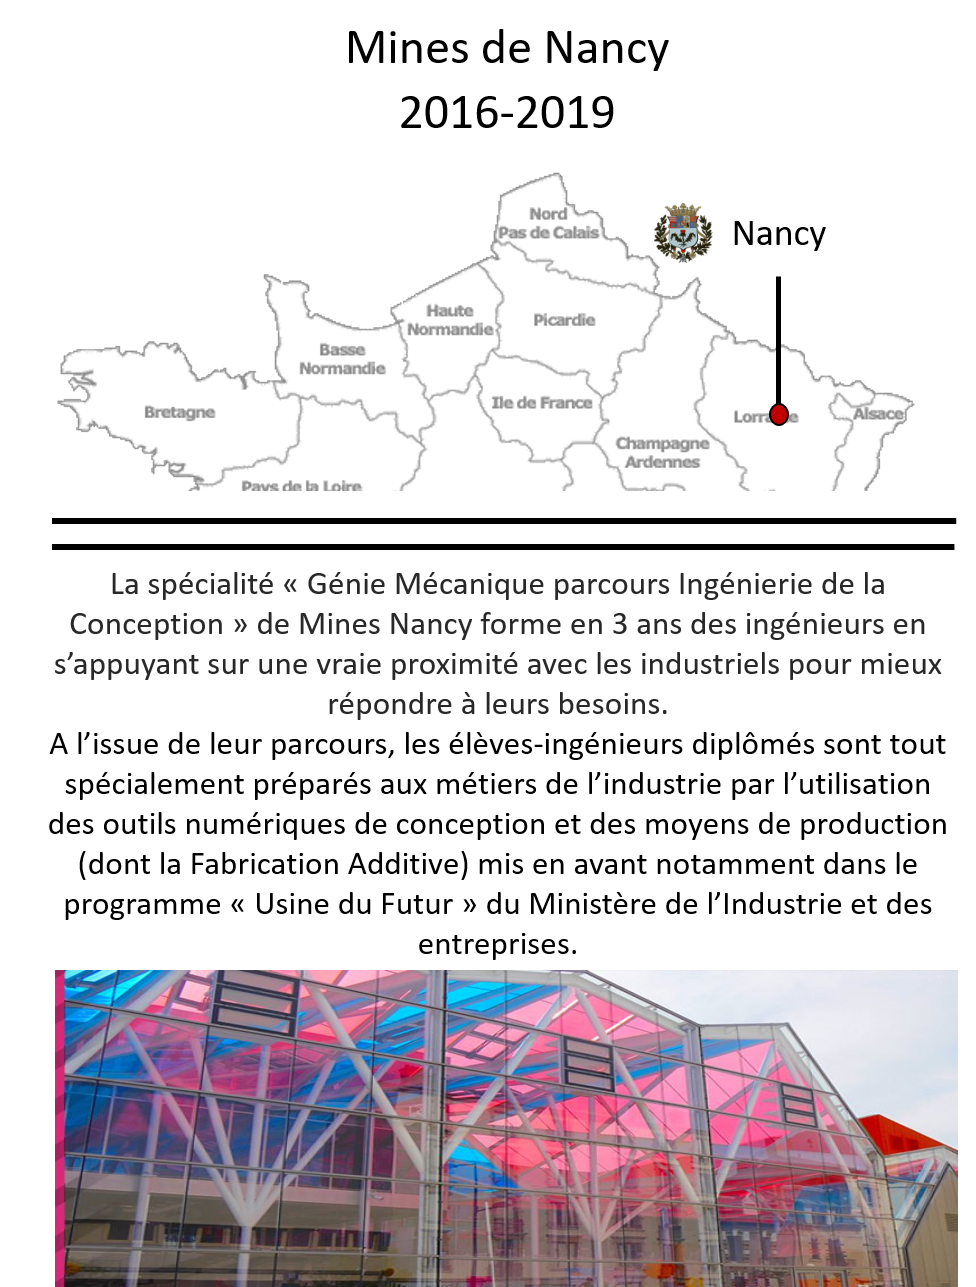 Mines de Nancy
2016-2019
Nancy
Nord
Pas de Calais
Haute
Normandie
Picardie
Basse
Normandie
Bretagne
Ile de France
Lorraine
Alsace
Champagne
Ardennes
Pays de la Loire
La spécialité « Génie Mécanique parcours Ingénierie de la
Conception » de Mines Nancy forme en 3 ans des ingénieurs en
s’appuyant sur une vraie proximité avec les industriels pour mieux
répondre à leurs besoins.
A l’issue de leur parcours, les élèves-ingénieurs diplômés sont tout
spécialement préparés aux métiers de l’industrie par l’utilisation
des outils numériques de conception et des moyens de production
(dont la Fabrication Additive) mis en avant notamment dans le
programme « Usine du Futur » du Ministère de l’Industrie et des
entreprises.